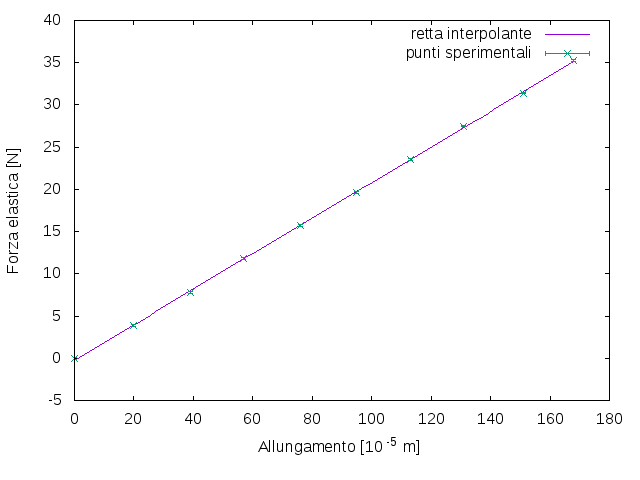 40
35
30
25
20
15
10
5
0
-5
Forza elastica [N]
retta interpolante
punti sperimentali
0 20 40 60 80 100 120 140 160 180
Allungamento [10⁻⁵ m]